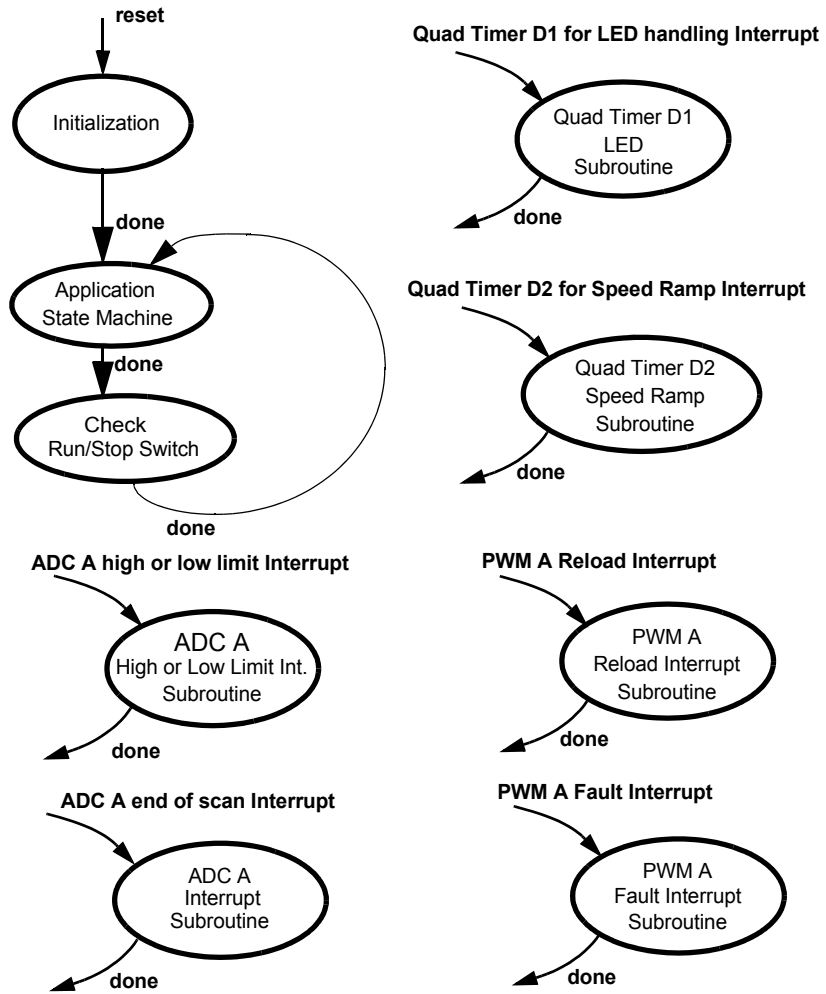 reset
Initialization
done
Application
State Machine
done
Check
Run/Stop Switch
done
Quad Timer D1 for LED handling Interrupt
Quad Timer D1
LED
Subroutine
done
Quad Timer D2 for Speed Ramp Interrupt
Quad Timer D2
Speed Ramp
Subroutine
done
ADC A high or low limit Interrupt
ADC A
High or Low Limit Int.
Subroutine
done
PWM A Reload Interrupt
PWM A
Reload Interrupt
Subroutine
done
ADC A end of scan Interrupt
ADC A
Interrupt
Subroutine
done
PWM A Fault Interrupt
PWM A
Fault Interrupt
Subroutine
done